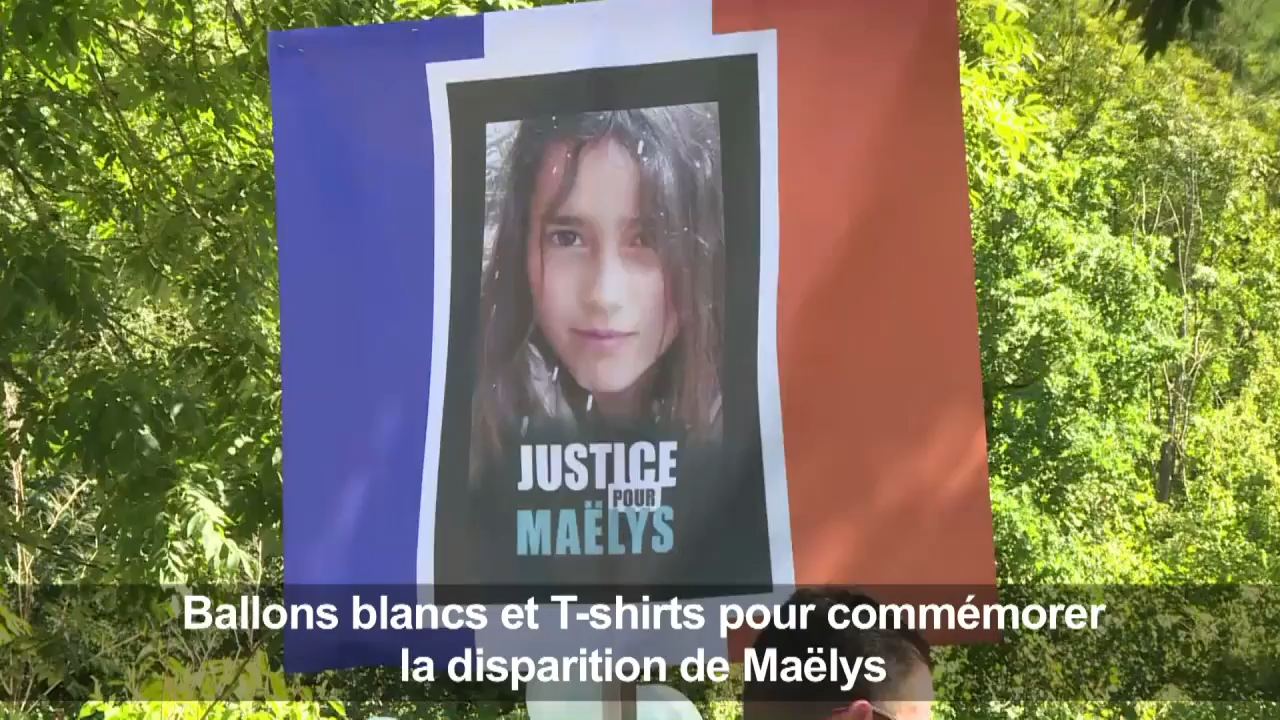 JUSTICE
POUR
MAËLYS
Ballons blancs et T-shirts pour commémorer
la disparition de Maëlys